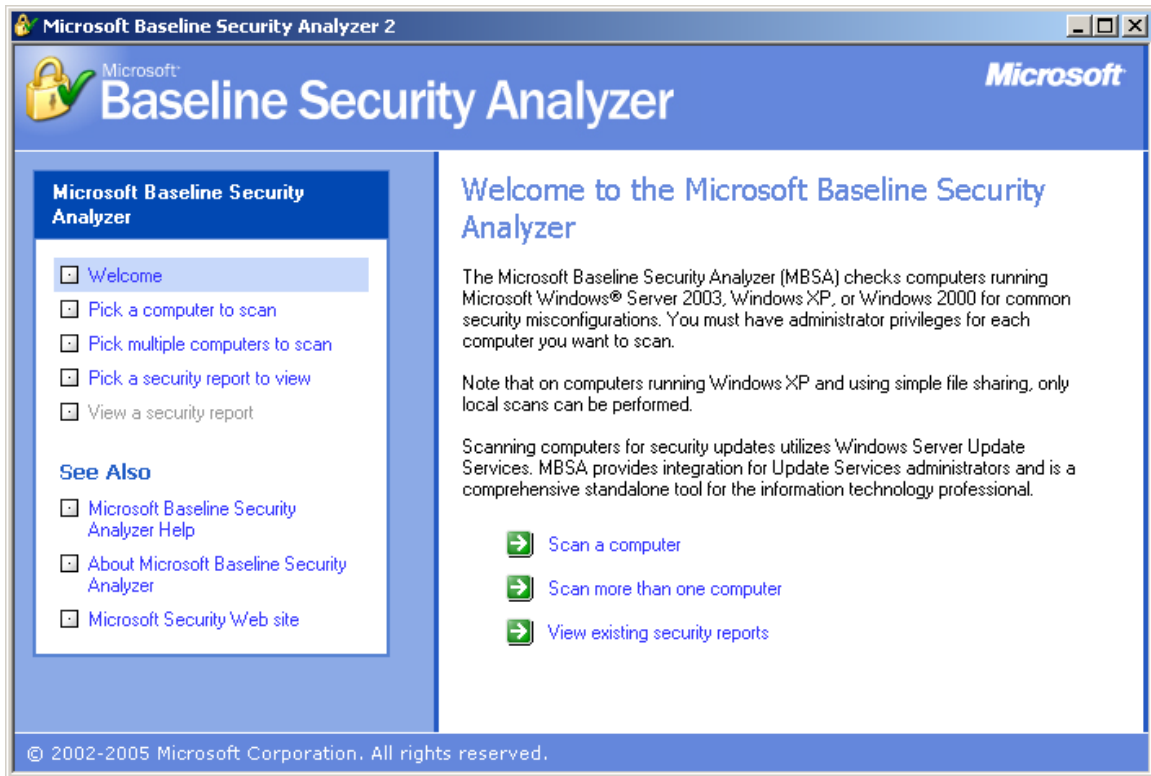 Microsoft Baseline Security Analyzer 2
Microsoft
Baseline Security Analyzer
Microsoft
Microsoft Baseline Security
Analyzer
Welcome
Pick a computer to scan
Pick multiple computers to scan
Pick a security report to view
View a security report
See Also
Microsoft Baseline Security
Analyzer Help
About Microsoft Baseline Security
Analyzer
Microsoft Security Web site
Welcome to the Microsoft Baseline Security
Analyzer
The Microsoft Baseline Security Analyzer (MBSA) checks computers running
Microsoft Windows® Server 2003, Windows XP, or Windows 2000 for common
security misconfigurations. You must have administrator privileges for each
computer you want to scan.
Note that on computers running Windows XP and using simple file sharing, only
local scans can be performed.
Scanning computers for security updates utilizes Windows Server Update
Services. MBSA provides integration for Update Services administrators and is a
comprehensive standalone tool for the information technology professional.
Scan a computer
Scan more than one computer
View existing security reports
© 2002-2005 Microsoft Corporation. All rights reserved.